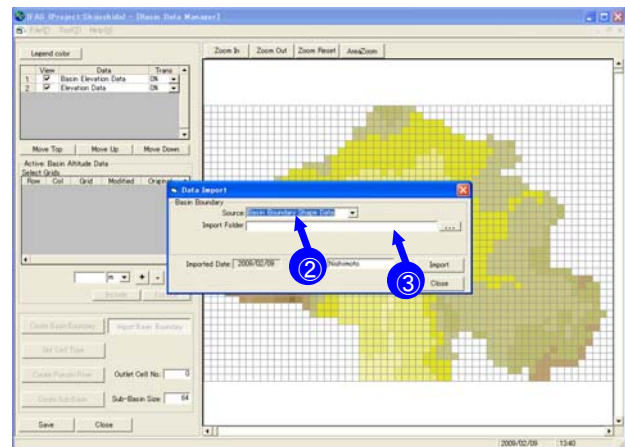 IFAS (Project:Shijushida) - [Basin Data Manager]
File(F) Tool(T) Help(H)
Legend color
Zoom In Zoom Out Zoom Reset AreaZoom
View Data Trans
1 Basin Elevation Data ON
2 Elevation Data ON
Move Top Move Up Move Down
Active: Basin Altitude Data
Select Grids
Row Col Grid Modified Original
Data Import
Basin Boundary
Source Basin Boundary Shape Data
Import Folder ...
Imported Date: 2009/02/09 Nishimoto Import
Close
② ③
m + -
Include
Create Basin Boundary Import Basin Boundary
Set Cell Type
Create Pseudo River Outlet Cell No. 0
Create Sub-Basin Sub-Basin Size 64
Save Close
2009/02/09 13:40